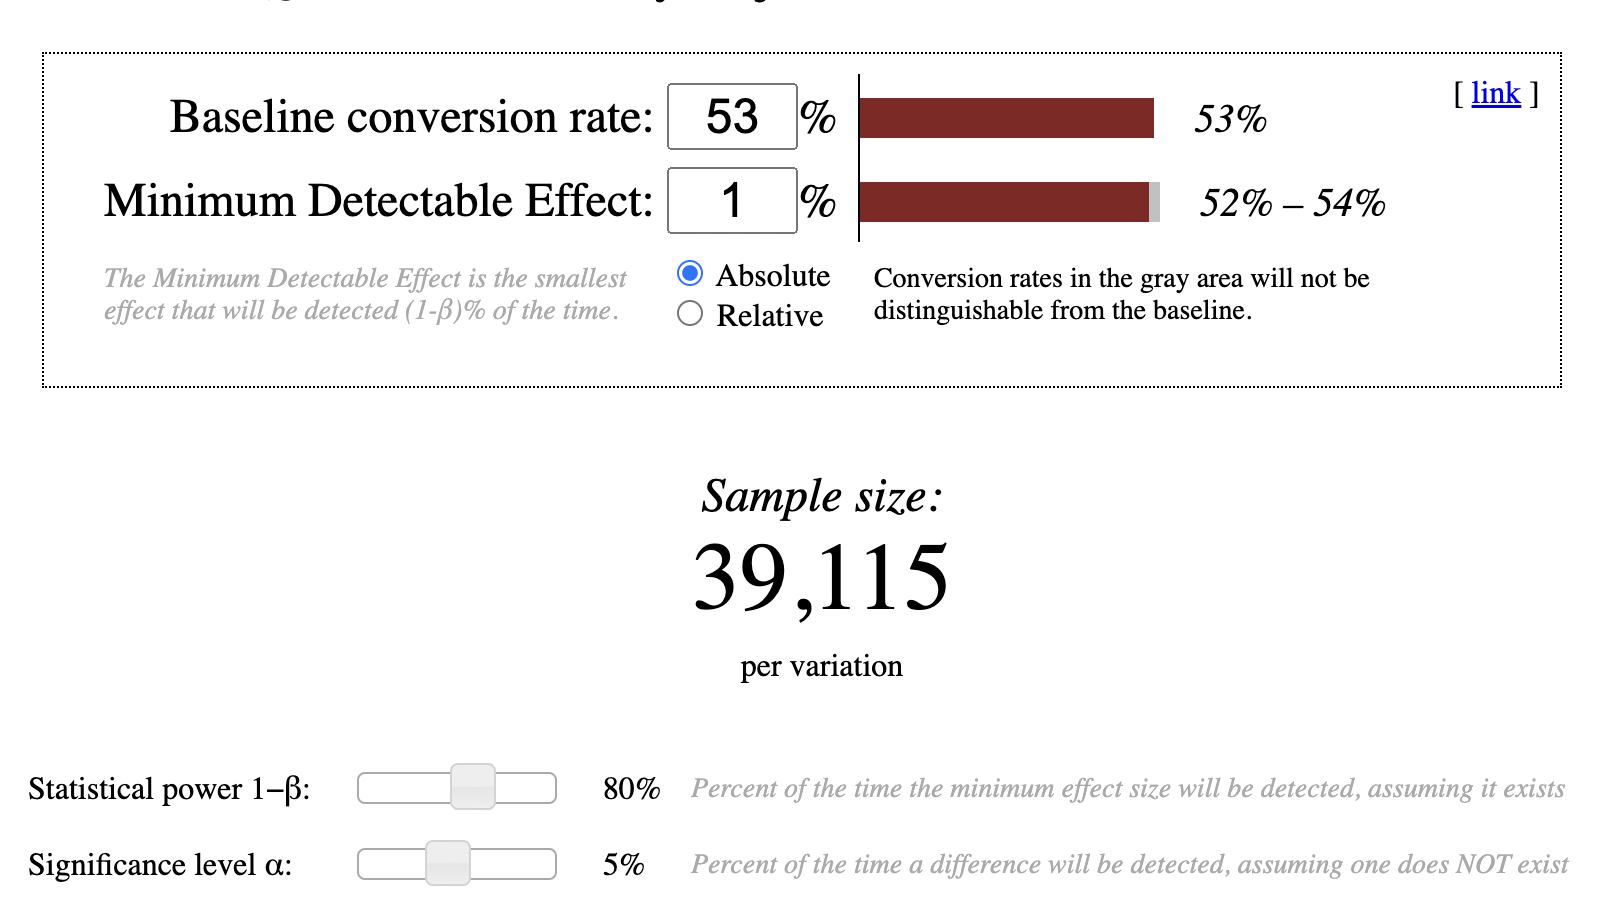 [ link ]
Baseline conversion rate: 53 % 53%
Minimum Detectable Effect: 1 % 52% – 54%
The Minimum Detectable Effect is the smallest
effect that will be detected (1-β)% of the time.
Absolute
Relative
Conversion rates in the gray area will not be
distinguishable from the baseline.
Sample size:
39,115
per variation
Statistical power 1−β: 80% Percent of the time the minimum effect size will be detected, assuming it exists
Significance level α: 5% Percent of the time a difference will be detected, assuming one does NOT exist